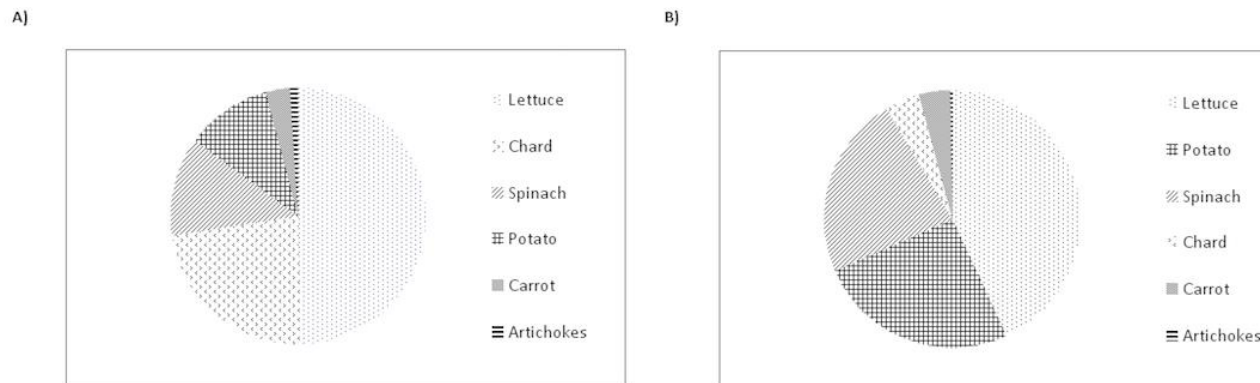 A)
Lettuce
Chard
Spinach
Potato
Carrot
Artichokes
B)
Lettuce
Potato
Spinach
Chard
Carrot
Artichokes